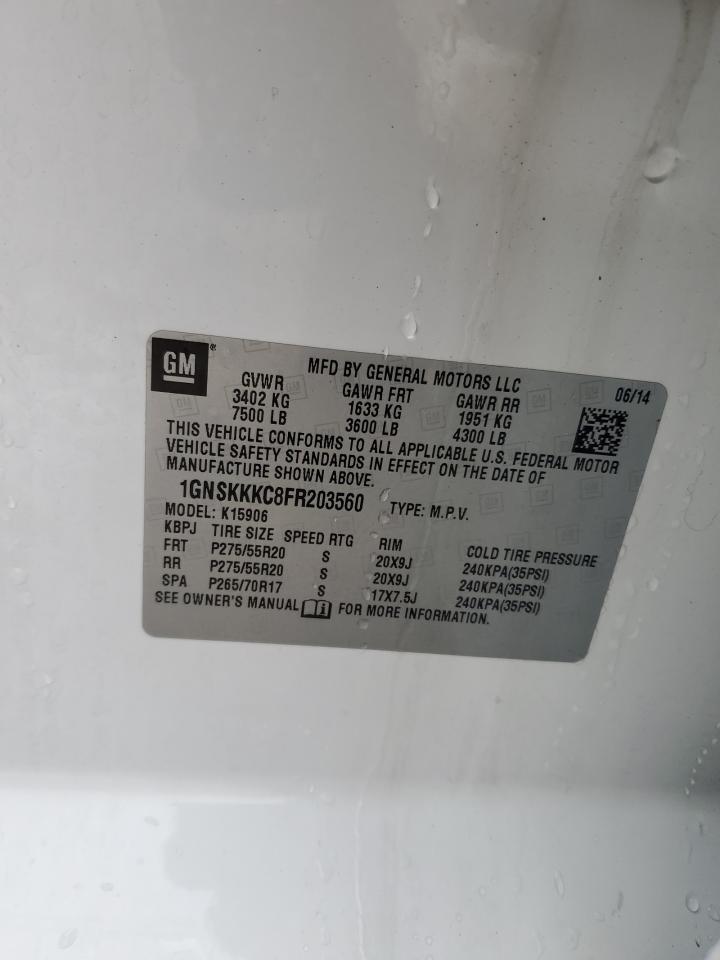 GM ®
MFD BY GENERAL MOTORS LLC
06/14
GVWR GAWR FRT GAWR RR
3402 KG 1633 KG 1951 KG
7500 LB 3600 LB 4300 LB
THIS VEHICLE CONFORMS TO ALL APPLICABLE U.S. FEDERAL MOTOR
VEHICLE SAFETY STANDARDS IN EFFECT ON THE DATE OF
MANUFACTURE SHOWN ABOVE.
1GNSKKKC8FR203560 TYPE: M.P.V.
MODEL: K15906
KBPJ TIRE SIZE SPEED RTG RIM COLD TIRE PRESSURE
FRT P275/55R20 S 20X9J 240KPA(35PSI)
RR P275/55R20 S 20X9J 240KPA(35PSI)
SPA P265/70R17 S 17X7.5J 240KPA(35PSI)
SEE OWNER'S MANUAL i FOR MORE INFORMATION.